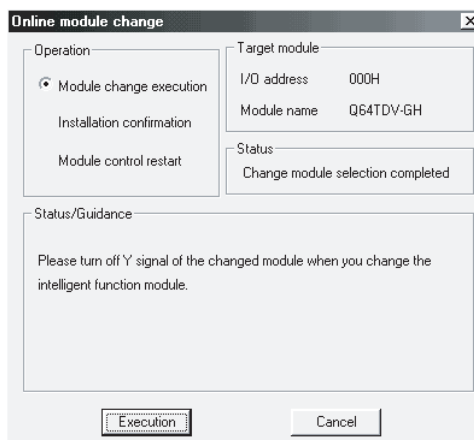 Online module change
Operation
Module change execution
Installation confirmation
Module control restart
Target module
I/O address 000H
Module name Q64TDV-GH
Status
Change module selection completed
Status/Guidance
Please turn off Y signal of the changed module when you change the
intelligent function module.
Execution Cancel